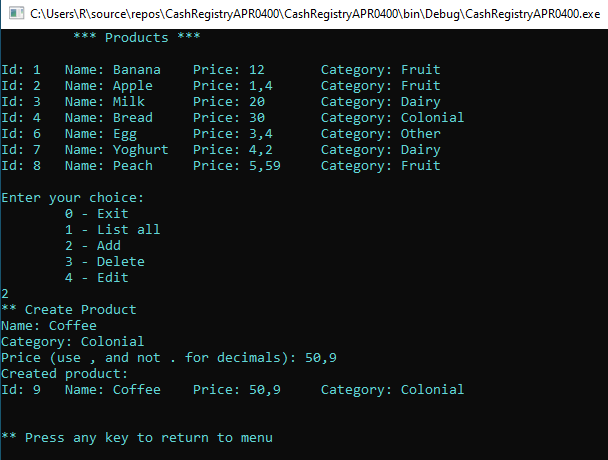 C:\Users\R\source\repos\CashRegistryAPR0400\CashRegistryAPR0400\bin\Debug\CashRegistryAPR0400.exe
*** Products ***
Id: 1 Name: Banana Price: 12 Category: Fruit
Id: 2 Name: Apple Price: 1,4 Category: Fruit
Id: 3 Name: Milk Price: 20 Category: Dairy
Id: 4 Name: Bread Price: 30 Category: Colonial
Id: 6 Name: Egg Price: 3,4 Category: Other
Id: 7 Name: Yoghurt Price: 4,2 Category: Dairy
Id: 8 Name: Peach Price: 5,59 Category: Fruit
Enter your choice:
0 - Exit
1 - List all
2 - Add
3 - Delete
4 - Edit
2
** Create Product
Name: Coffee
Category: Colonial
Price (use , and not . for decimals): 50,9
Created product:
Id: 9 Name: Coffee Price: 50,9 Category: Colonial
** Press any key to return to menu